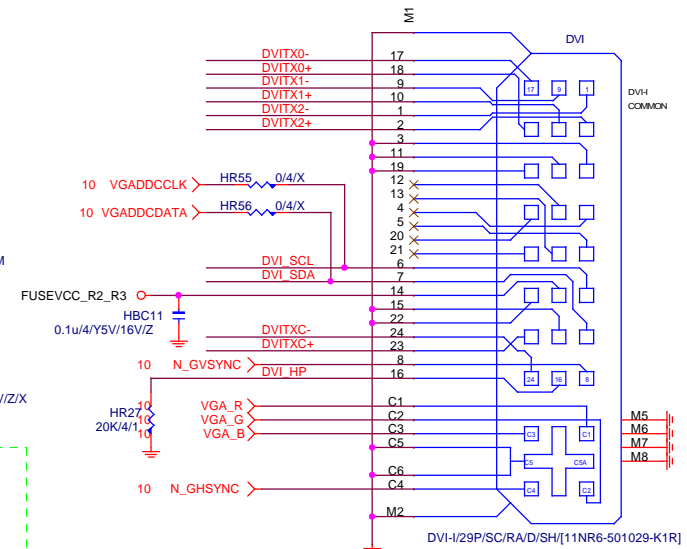 M1
DVI
DVI-I
COMMON
DVITX0- 17
DVITX0+ 18
DVITX1- 9
DVITX1+ 10
DVITX2- 1
DVITX2+ 2
3
11
19
12
13
4
5
20
21
17 9 1
10 VGADDCCLK HR55 0/4/X
10 VGADDCDATA HR56 0/4/X
DVI_SCL 6
DVI_SDA 7
M
FUSEVCC_R2_R3 14
15
22
HBC11
0.1u/4/Y5V/16V/Z
DVITXC- 24
DVITXC+ 23
10 N_GVSYNC 8
DVI_HP 16
24 16 8
/Z/X
HR27
20K/4/1
10 VGA_R C1
10 VGA_G C2
10 VGA_B C3
C5
C6
10 N_GHSYNC C4
M2
C3 C1
C5 C5A
C4 C2
M5
M6
M7
M8
DVI-I/29P/SC/RA/D/SH/[11NR6-501029-K1R]